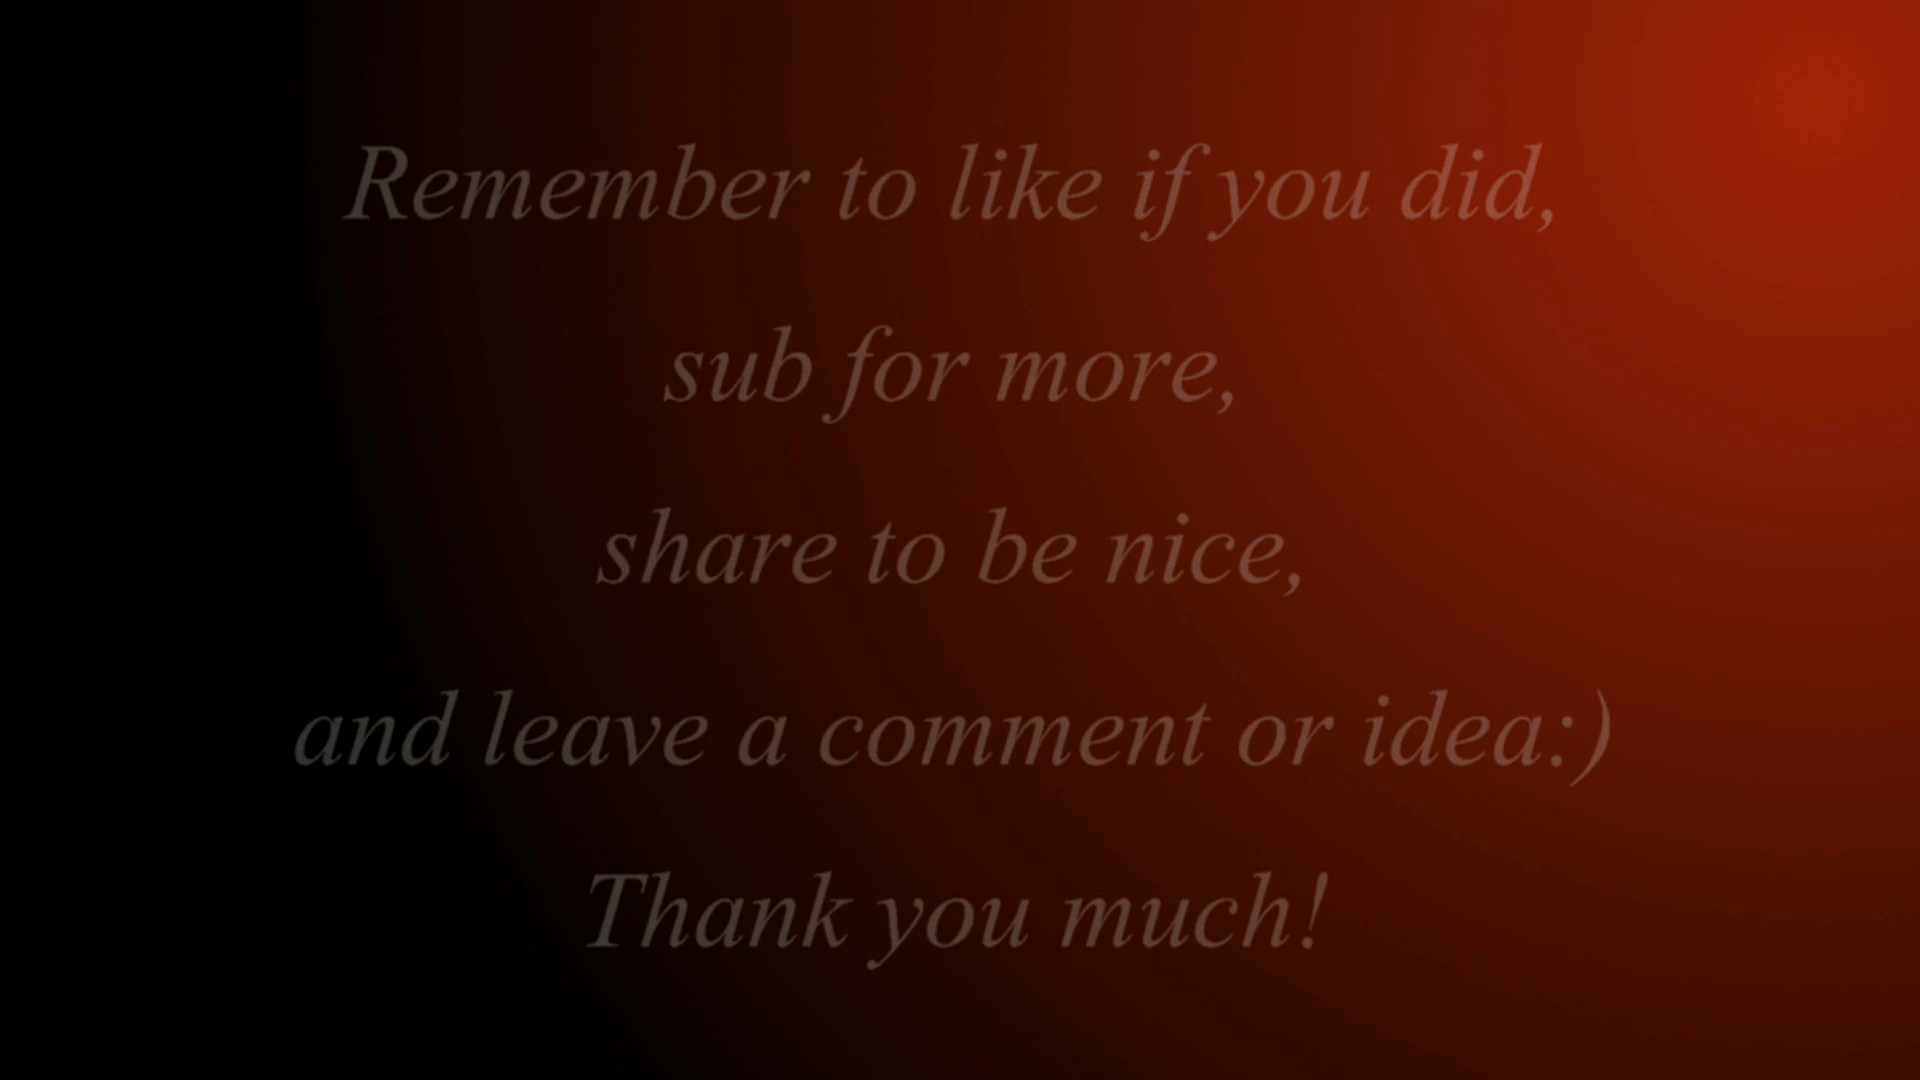 Remember to like if you did,
sub for more,
share to be nice,
and leave a comment or idea:)
Thank you much!